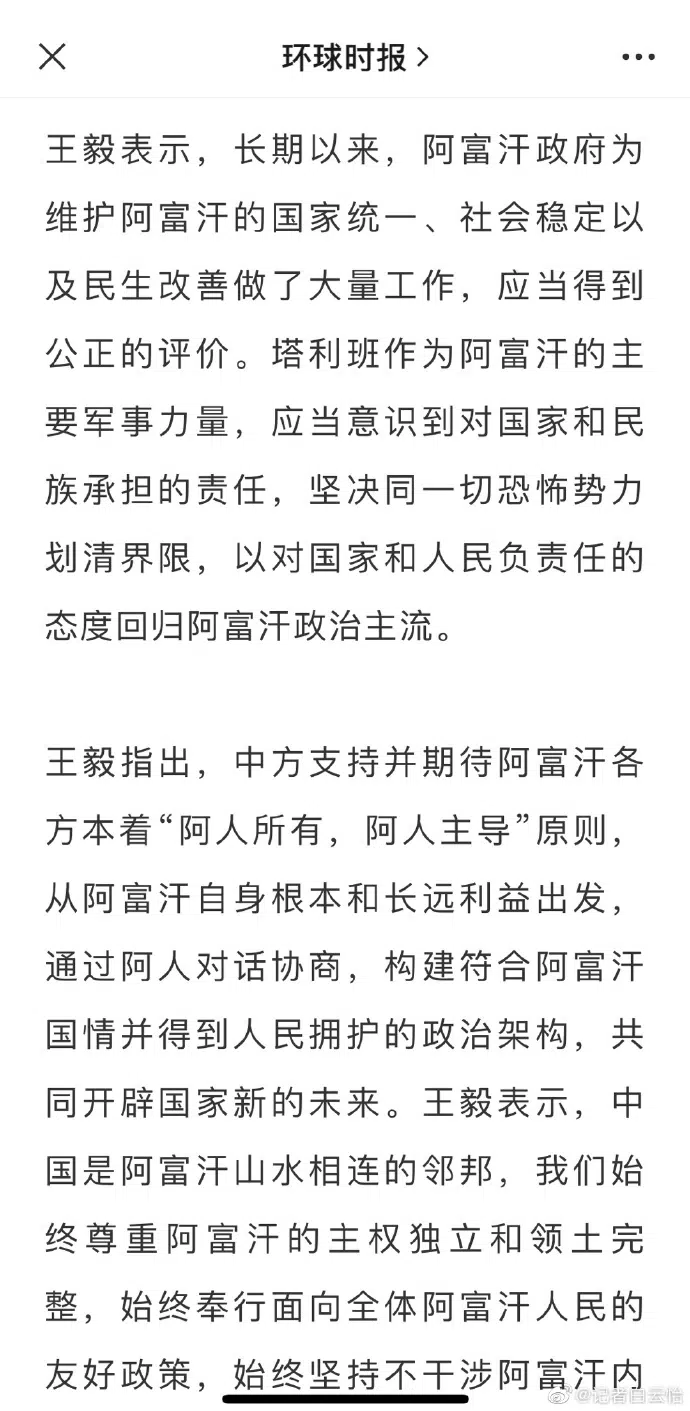 环球时报
王毅表示，长期以来，阿富汗政府为
维护阿富汗的国家统一、社会稳定以
及民生改善做了大量工作，应当得到
公正的评价。塔利班作为阿富汗的主
要军事力量，应当意识到对国家和民
族承担的责任，坚决同一切恐怖势力
划清界限，以对国家和人民负责任的
态度回归阿富汗政治主流。
王毅指出，中方支持并期待阿富汗各
方本着“阿人所有，阿人主导”原则，
从阿富汗自身根本和长远利益出发，
通过阿人对话协商，构建符合阿富汗
国情并得到人民拥护的政治架构，共
同开辟国家新的未来。王毅表示，中
国是阿富汗山水相连的邻邦，我们始
终尊重阿富汗的主权独立和领土完
整，始终奉行面向全体阿富汗人民的
友好政策，始终坚持不干涉阿富汗内
@记者白云怡